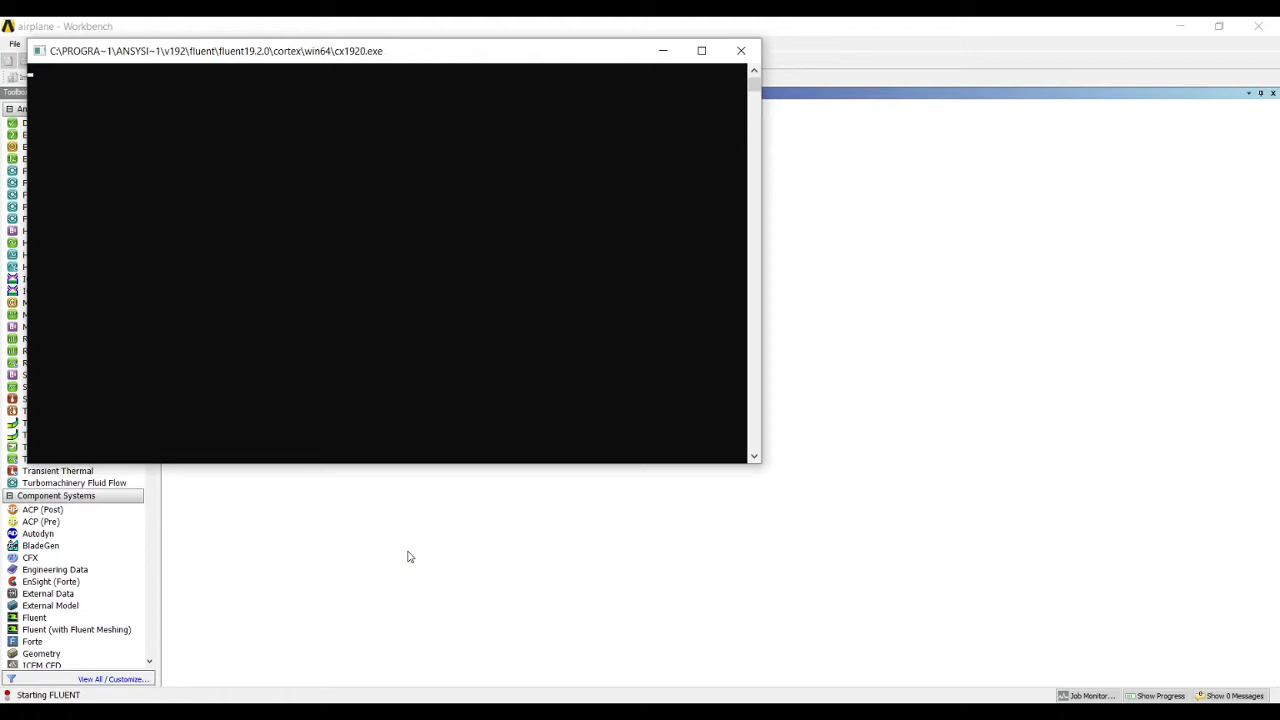 airplane - Workbench
C:\PROGRA~1\ANSYSI~1\v192\fluent\fluent19.2.0\cortex\win64\cx1920.exe
File
Transient Thermal
Turbomachinery Fluid Flow
Component Systems
ACP (Post)
ACP (Pre)
Autodyn
BladeGen
CFX
Engineering Data
EnSight (Forte)
External Data
External Model
Fluent
Fluent (with Fluent Meshing)
Forte
Geometry
ICEM CFD
View All / Customize...
Starting FLUENT
Job Monitor...
Show Progress
Show 0 Messages